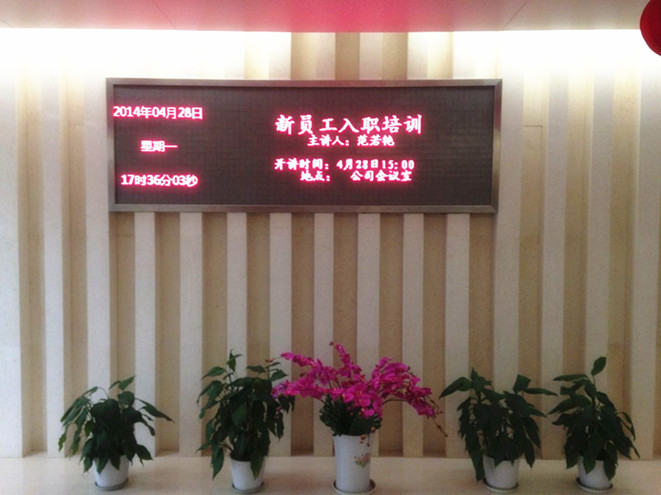 2014年04月28日
星期一
17时36分03秒
新员工入职培训
主讲人：范若艳
开讲时间：4月28日15:00
地点： 公司会议室